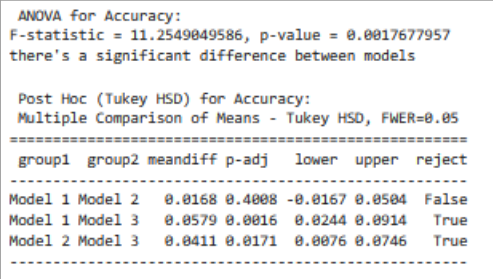 ANOVA for Accuracy:
F-statistic = 11.2549049586, p-value = 0.0017677957
there's a significant difference between models
Post Hoc (Tukey HSD) for Accuracy:
Multiple Comparison of Means - Tukey HSD, FWER=0.05
=====================================================
group1 group2 meandiff p-adj lower upper reject
-----------------------------------------------------
Model 1 Model 2 0.0168 0.4008 -0.0167 0.0504 False
Model 1 Model 3 0.0579 0.0016 0.0244 0.0914 True
Model 2 Model 3 0.0411 0.0171 0.0076 0.0746 True
-----------------------------------------------------